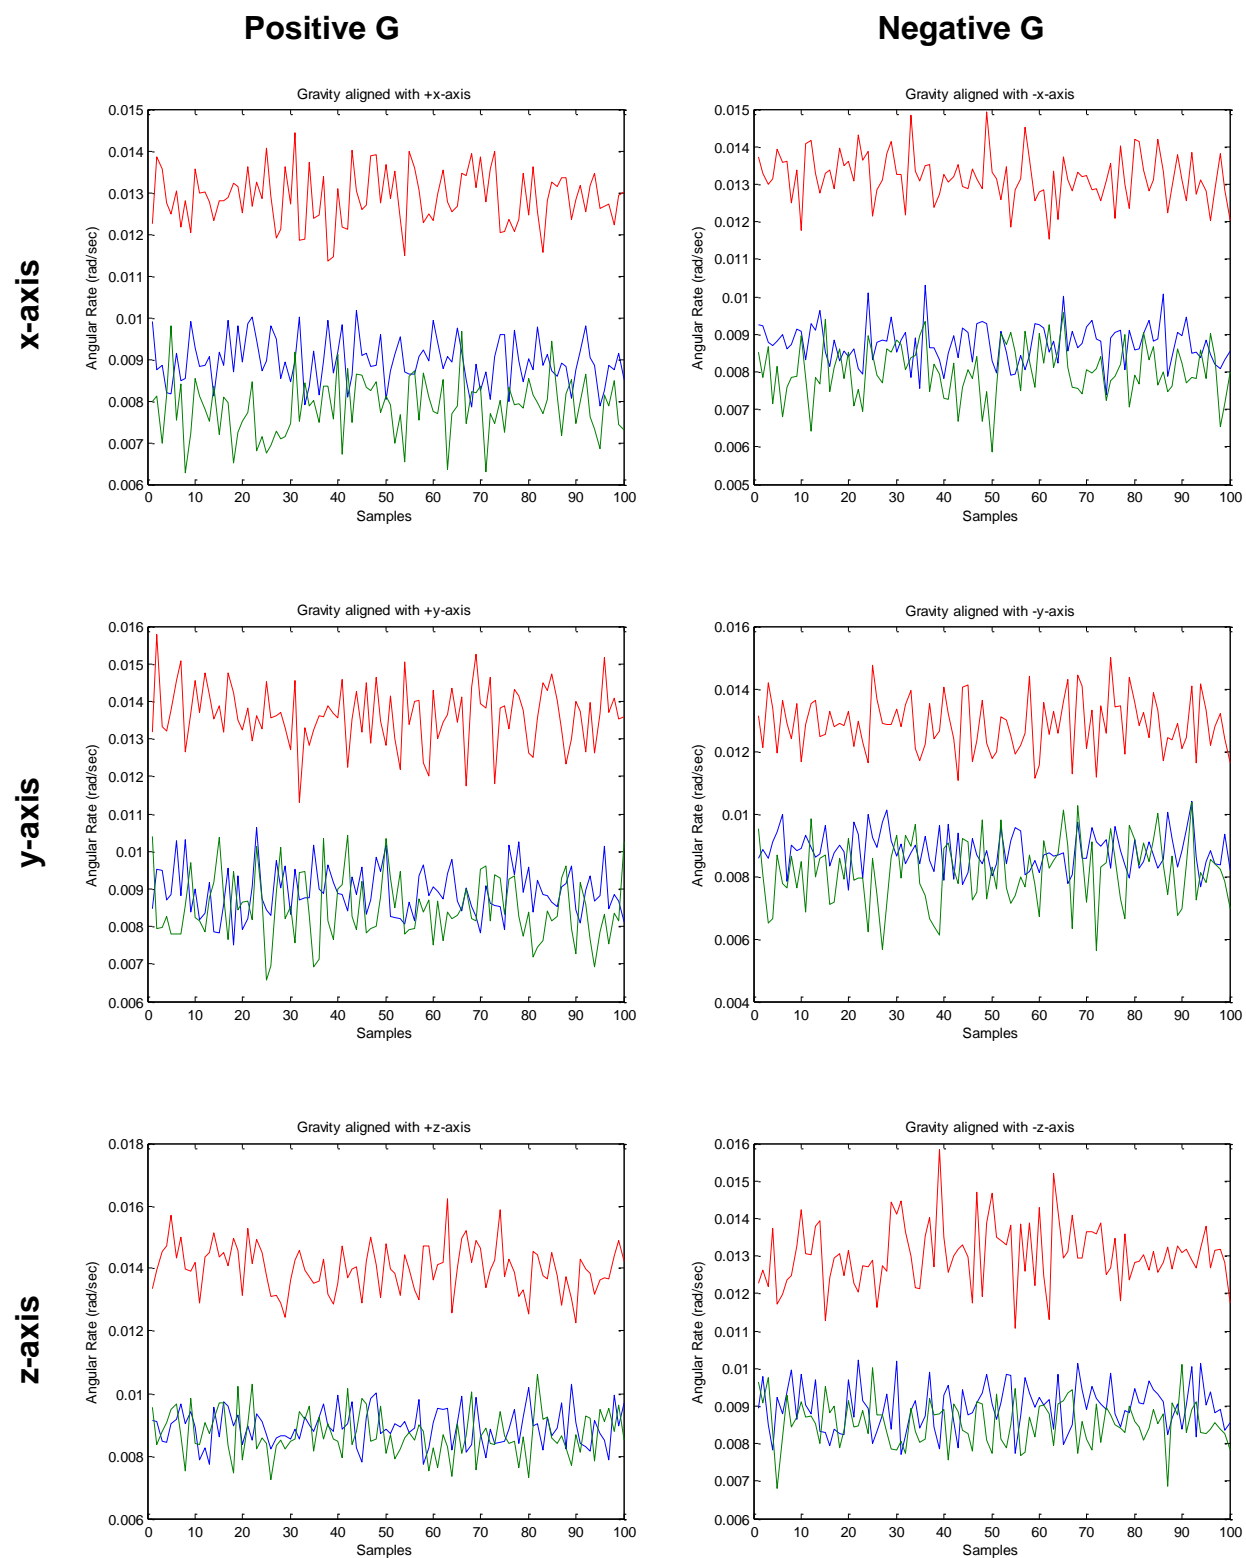 Positive G
Negative G
x-axis
Gravity aligned with +x-axis
0.015
0.014
0.013
0.012
0.011
0.01
0.009
0.008
0.007
0.006
0 10 20 30 40 50 60 70 80 90 100
Samples
Angular Rate (rad/sec)
Gravity aligned with -x-axis
0.015
0.014
0.013
0.012
0.011
0.01
0.009
0.008
0.007
0.006
0.005
0 10 20 30 40 50 60 70 80 90 100
Samples
Angular Rate (rad/sec)
y-axis
Gravity aligned with +y-axis
0.016
0.015
0.014
0.013
0.012
0.011
0.01
0.009
0.008
0.007
0.006
0 10 20 30 40 50 60 70 80 90 100
Samples
Angular Rate (rad/sec)
Gravity aligned with -y-axis
0.016
0.014
0.012
0.01
0.008
0.006
0.004
0 10 20 30 40 50 60 70 80 90 100
Samples
Angular Rate (rad/sec)
z-axis
Gravity aligned with +z-axis
0.018
0.016
0.014
0.012
0.01
0.008
0.006
0 10 20 30 40 50 60 70 80 90 100
Samples
Angular Rate (rad/sec)
Gravity aligned with -z-axis
0.016
0.015
0.014
0.013
0.012
0.011
0.01
0.009
0.008
0.007
0.006
0 10 20 30 40 50 60 70 80 90 100
Samples
Angular Rate (rad/sec)